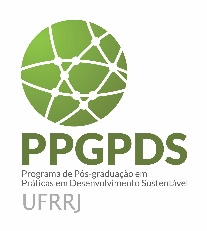 PPGPDS
Programa de Pós-graduação em
Práticas em Desenvolvimento Sustentável
UFRRJ